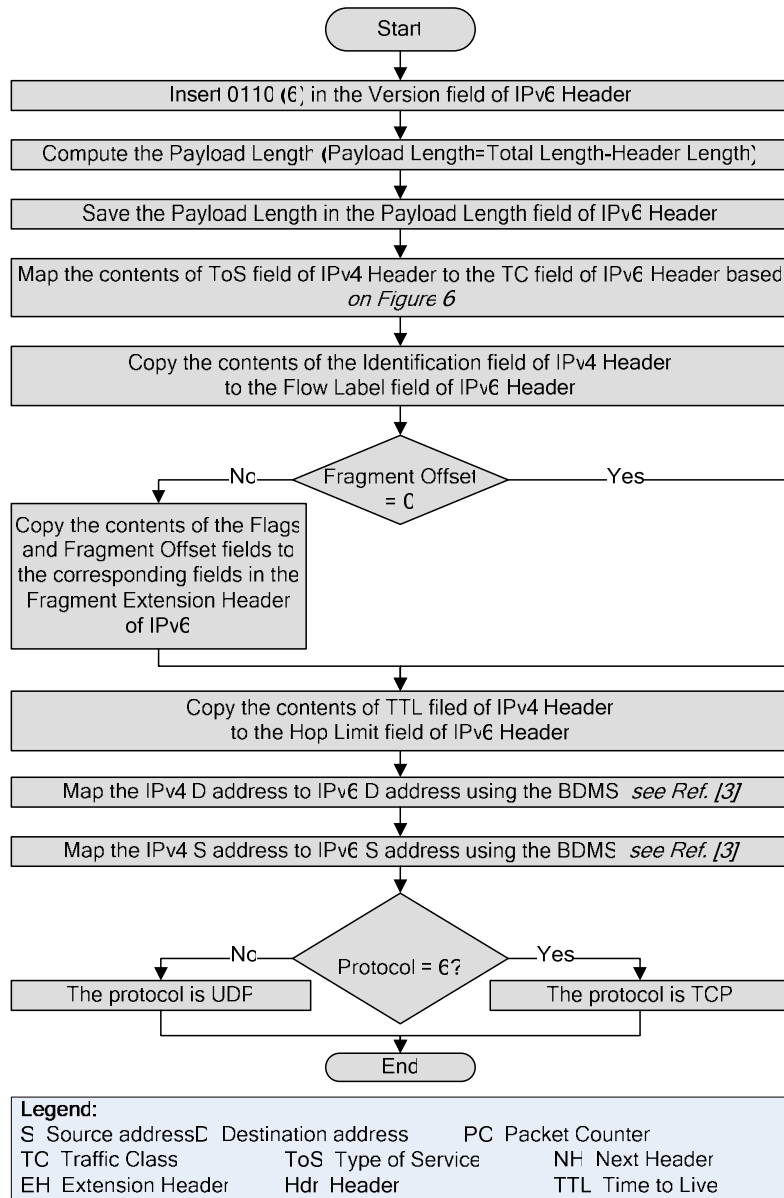 Start
Insert 0110 (6) in the Version field of IPv6 Header
Compute the Payload Length (Payload Length=Total Length-Header Length)
Save the Payload Length in the Payload Length field of IPv6 Header
Map the contents of ToS field of IPv4 Header to the TC field of IPv6 Header based
on Figure 6
Copy the contents of the Identification field of IPv4 Header
to the Flow Label field of IPv6 Header
No
Fragment Offset
= 0
Yes
Copy the contents of the Flags
and Fragment Offset fields to
the corresponding fields in the
Fragment Extension Header
of IPv6
Copy the contents of TTL filed of IPv4 Header
to the Hop Limit field of IPv6 Header
Map the IPv4 D address to IPv6 D address using the BDMS see Ref. [3]
Map the IPv4 S address to IPv6 S address using the BDMS see Ref. [3]
No
Protocol = 6?
Yes
The protocol is UDP
The protocol is TCP
End
Legend:
S Source address D Destination address PC Packet Counter
TC Traffic Class ToS Type of Service NH Next Header
EH Extension Header Hdr Header TTL Time to Live